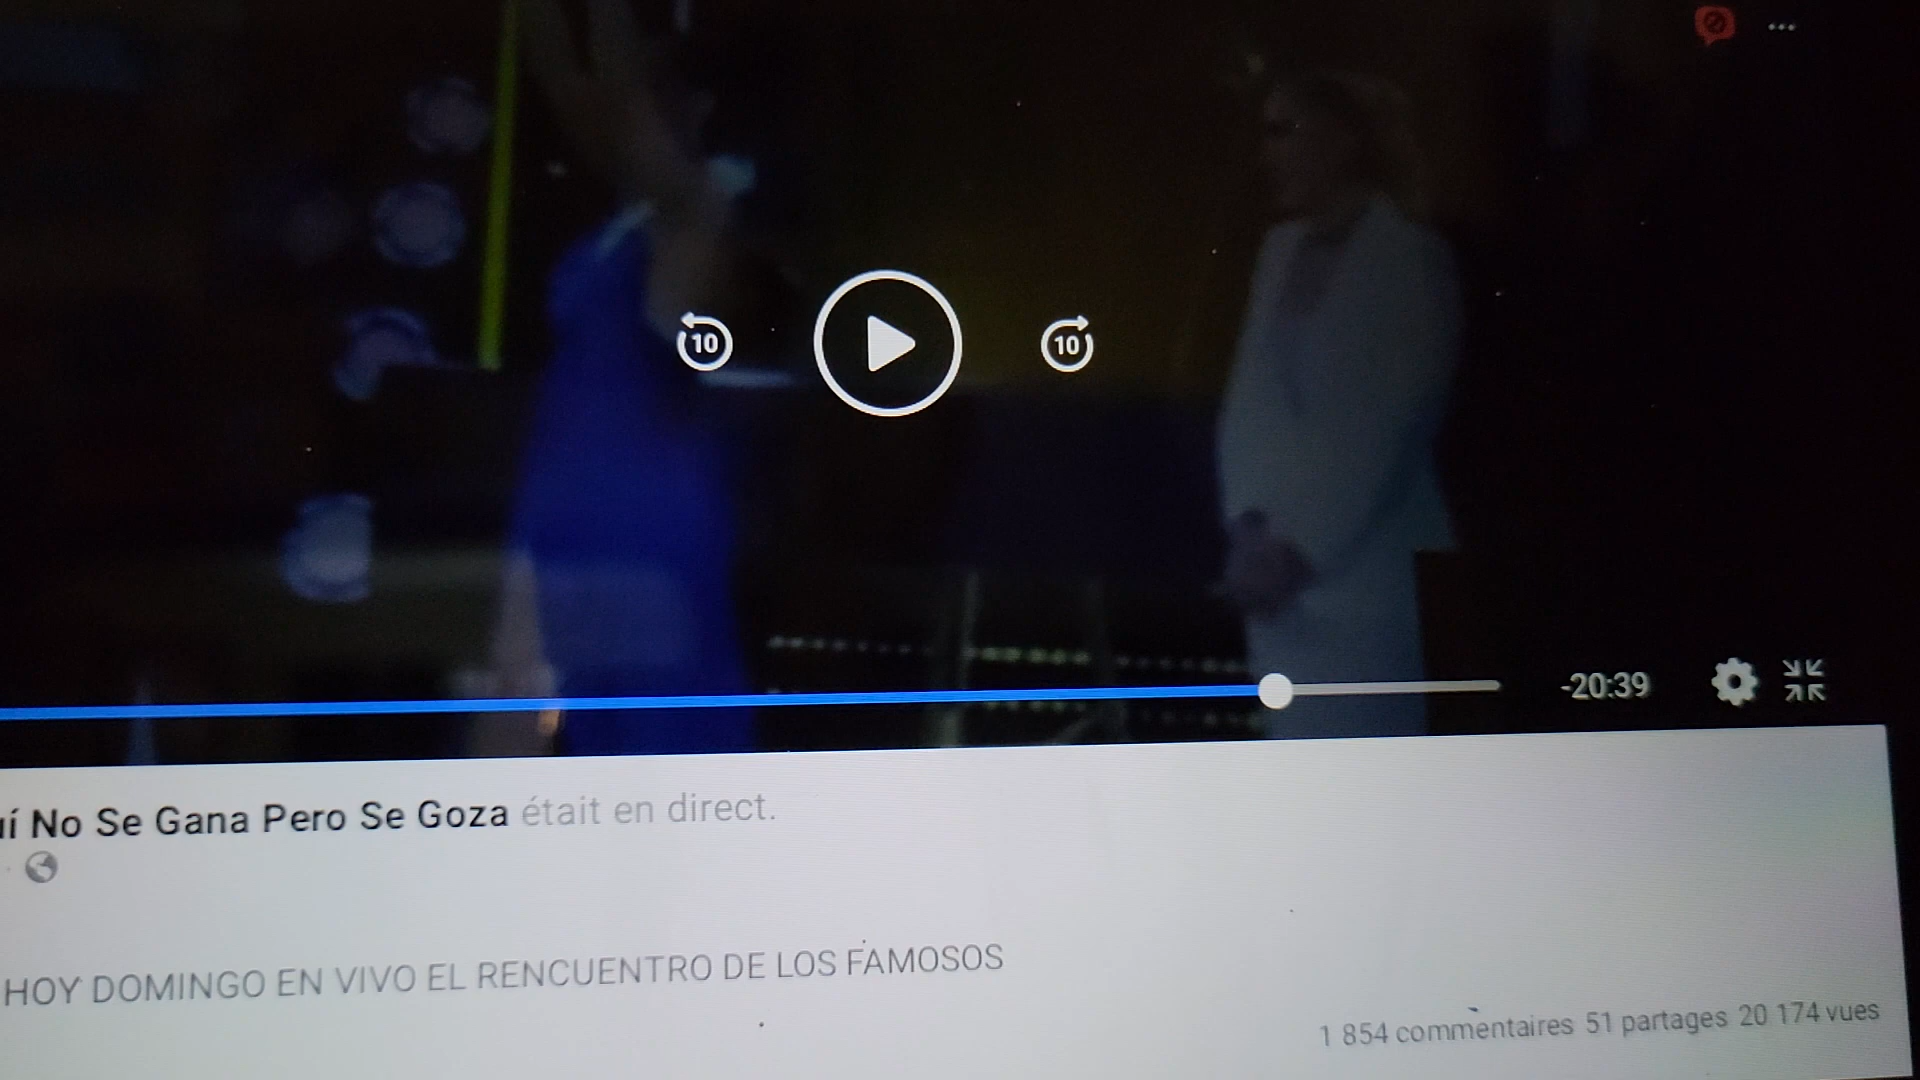 10
10
-20:39
uí No Se Gana Pero Se Goza était en direct.
HOY DOMINGO EN VIVO EL RENCUENTRO DE LOS FAMOSOS
1 854 commentaires 51 partages 20 174 vues